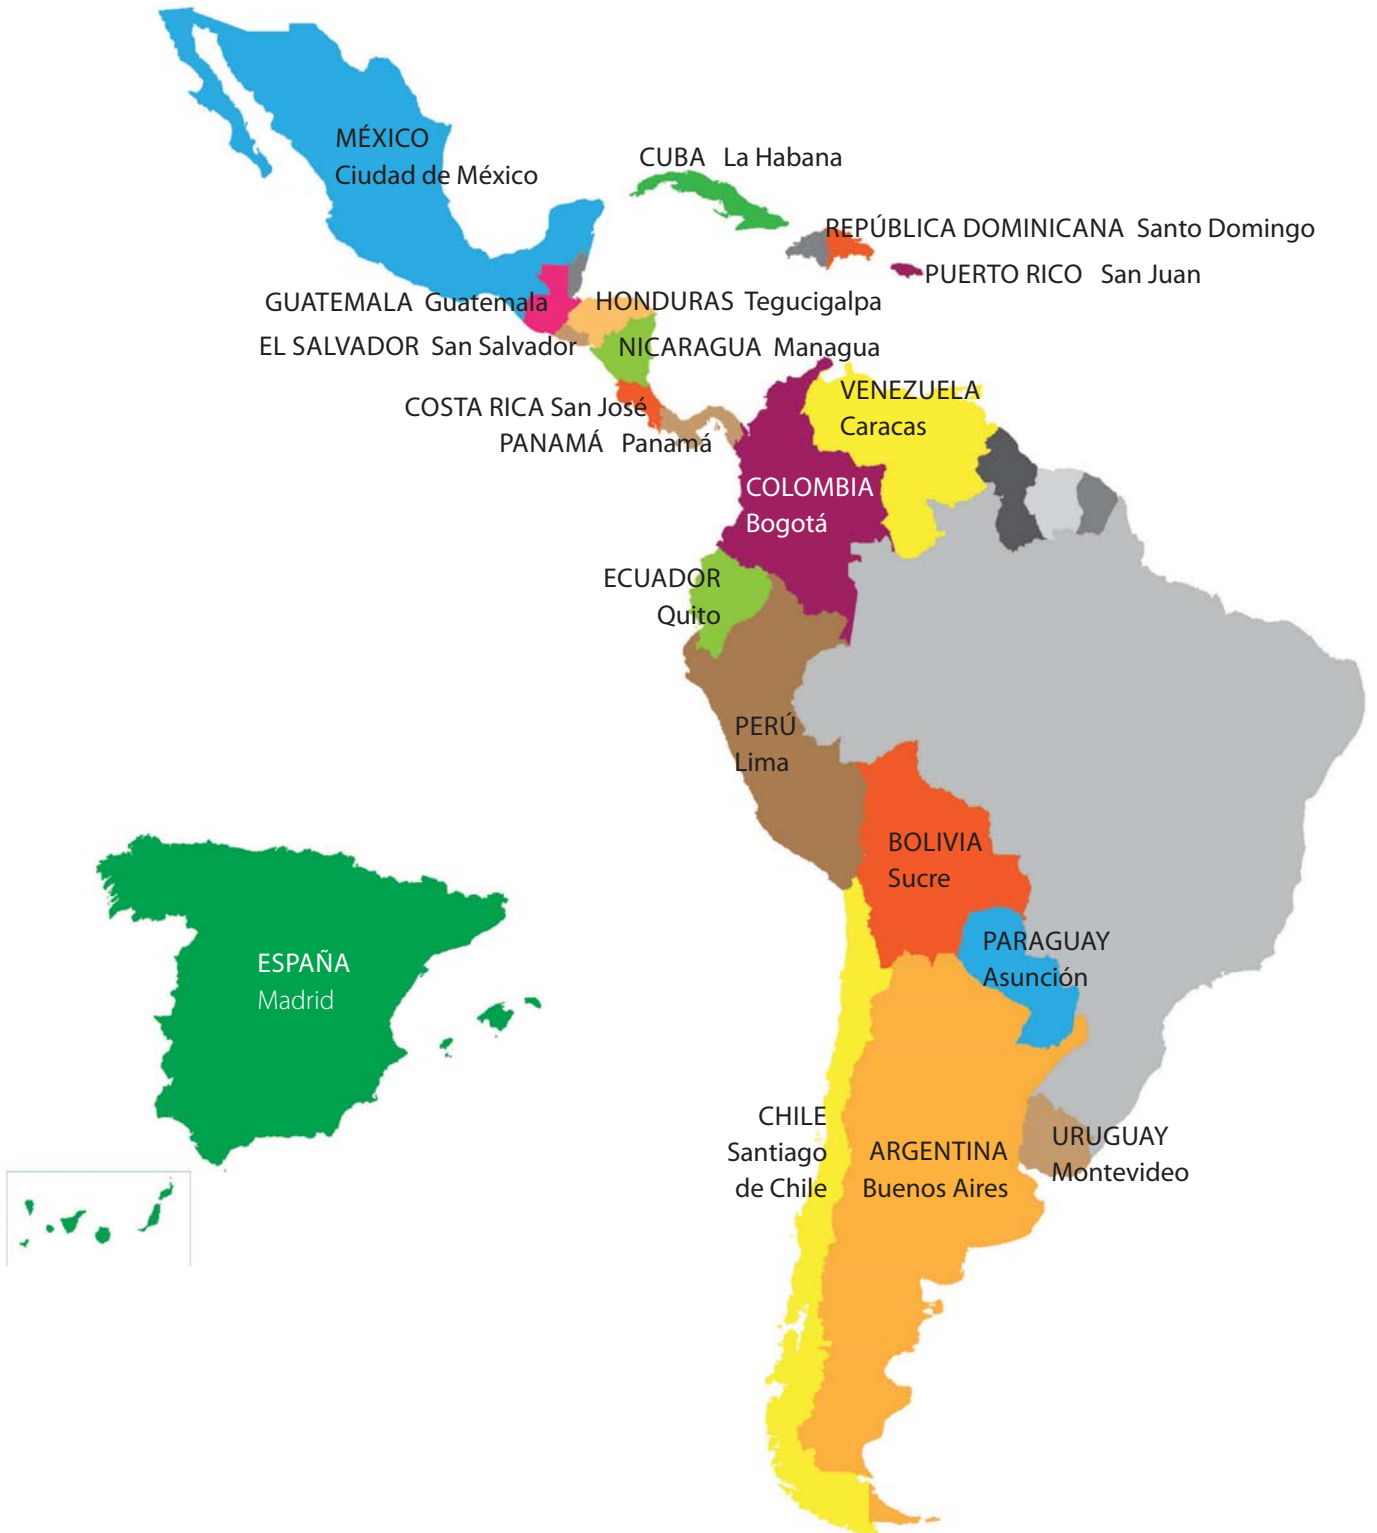 MÉXICO
Ciudad de México
CUBA La Habana
REPÚBLICA DOMINICANA Santo Domingo
PUERTO RICO San Juan
GUATEMALA Guatemala
HONDURAS Tegucigalpa
EL SALVADOR San Salvador
NICARAGUA Managua
COSTA RICA San José
PANAMÁ Panamá
VENEZUELA
Caracas
COLOMBIA
Bogotá
ECUADOR
Quito
PERÚ
Lima
BOLIVIA
Sucre
PARAGUAY
Asunción
ESPAÑA
Madrid
CHILE
Santiago
de Chile
ARGENTINA
Buenos Aires
URUGUAY
Montevideo